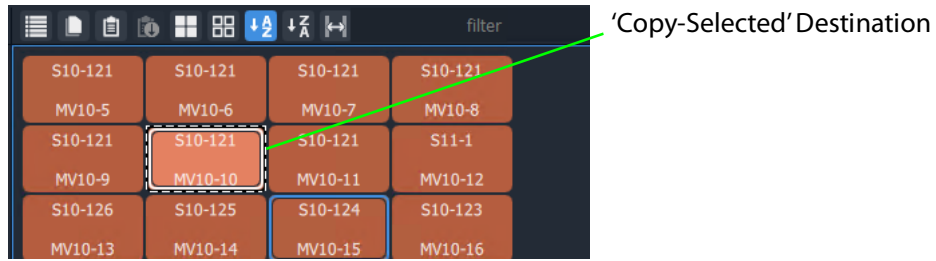 filter
'Copy-Selected' Destination
S10-121 S10-121 S10-121 S10-121
MV10-5 MV10-6 MV10-7 MV10-8
S10-121 S10-121 S10-121 S11-1
MV10-9 MV10-10 MV10-11 MV10-12
S10-126 S10-125 S10-124 S10-123
MV10-13 MV10-14 MV10-15 MV10-16